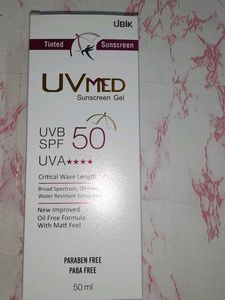 UBIK
Tinted Sunscreen
UVMED
Sunscreen Gel
UVB
SPF 50
UVA★★★★
Critical Wave Length
Broad Spectrum, Oil Free
Water Resistant Sunscreen
New Improved
Oil Free Formula
With Matt Feel
PARABEN FREE
PABA FREE
50 ml